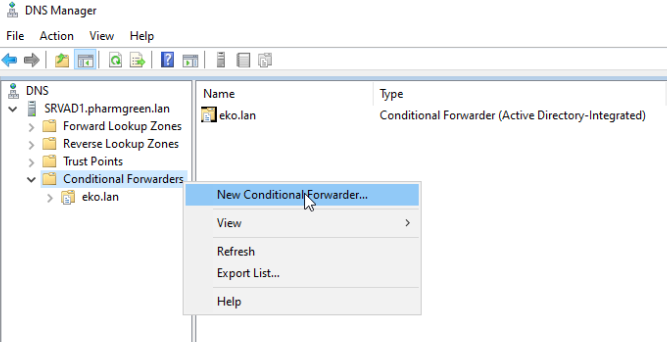 DNS Manager
File Action View Help
DNS
SRVAD1.pharmgreen.lan
Forward Lookup Zones
Reverse Lookup Zones
Trust Points
Conditional Forwarders
eko.lan
Name Type
eko.lan Conditional Forwarder (Active Directory-Integrated)
New Conditional Forwarder...
View
Refresh
Export List...
Help